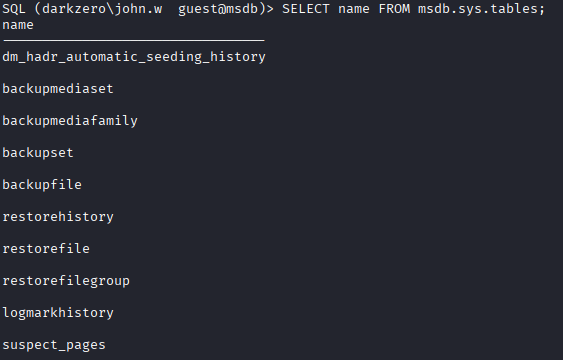 SQL (darkzero\john.w  guest@msdb)> SELECT name FROM msdb.sys.tables;
name
---------------------------------
dm_hadr_automatic_seeding_history
backupmediaset
backupmediafamily
backupset
backupfile
restorehistory
restorefile
restorefilegroup
logmarkhistory
suspect_pages